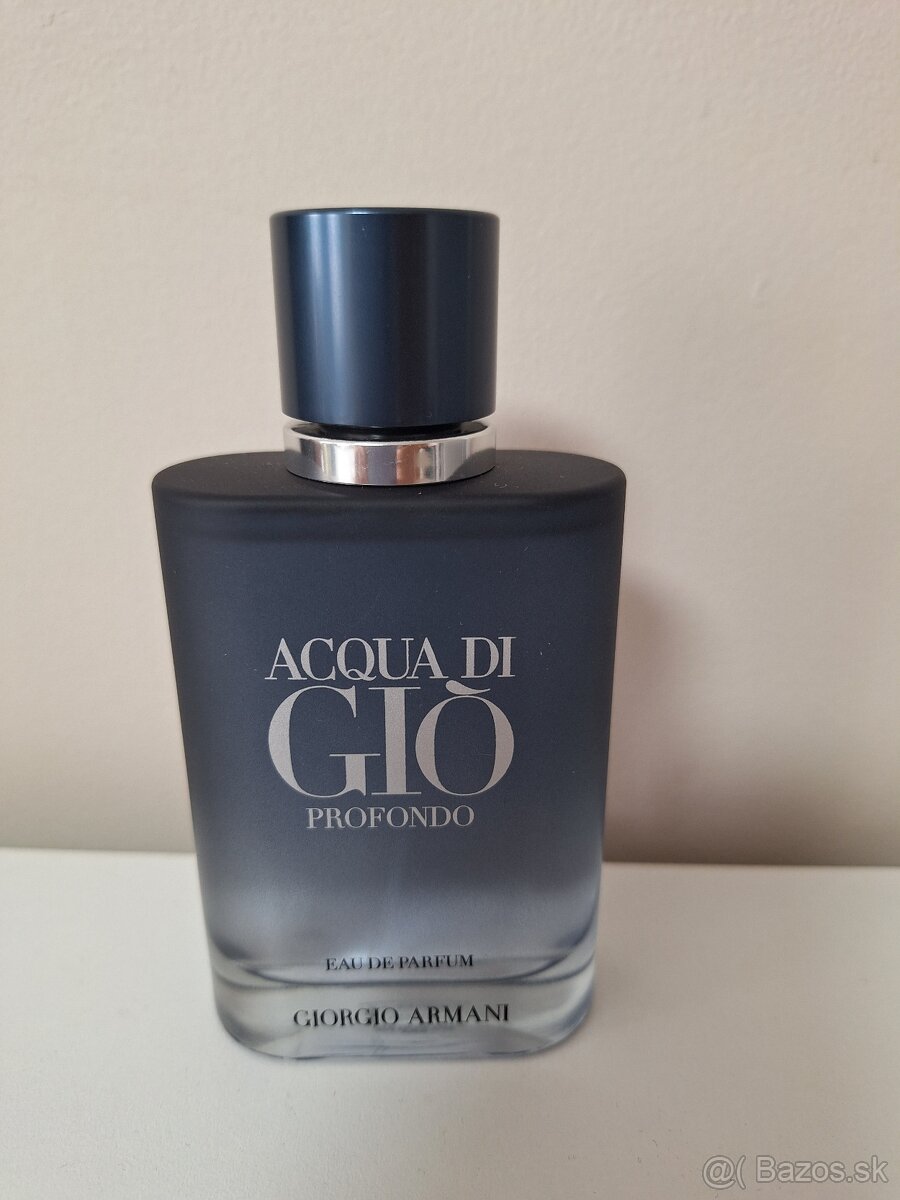 ACQUA DI
GIÒ
PROFONDO
EAU DE PARFUM
GIORGIO ARMANI
@( Bazos.sk